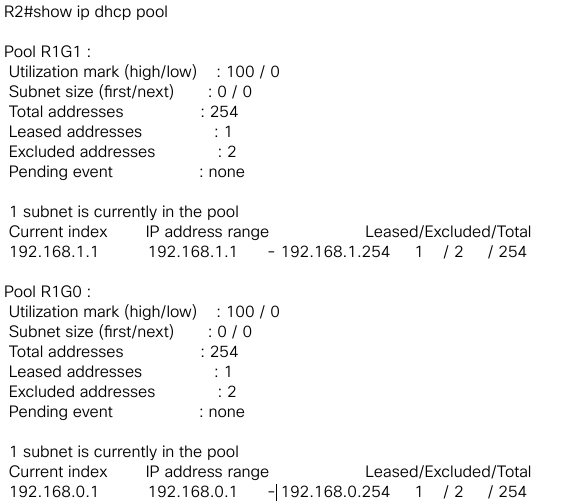 R2#show ip dhcp pool
Pool R1G1 :
Utilization mark (high/low) : 100 / 0
Subnet size (first/next) : 0 / 0
Total addresses : 254
Leased addresses : 1
Excluded addresses : 2
Pending event : none
1 subnet is currently in the pool
Current index IP address range Leased/Excluded/Total
192.168.1.1 192.168.1.1 - 192.168.1.254 1 / 2 / 254
Pool R1G0 :
Utilization mark (high/low) : 100 / 0
Subnet size (first/next) : 0 / 0
Total addresses : 254
Leased addresses : 1
Excluded addresses : 2
Pending event : none
1 subnet is currently in the pool
Current index IP address range Leased/Excluded/Total
192.168.0.1 192.168.0.1 - 192.168.0.254 1 / 2 / 254